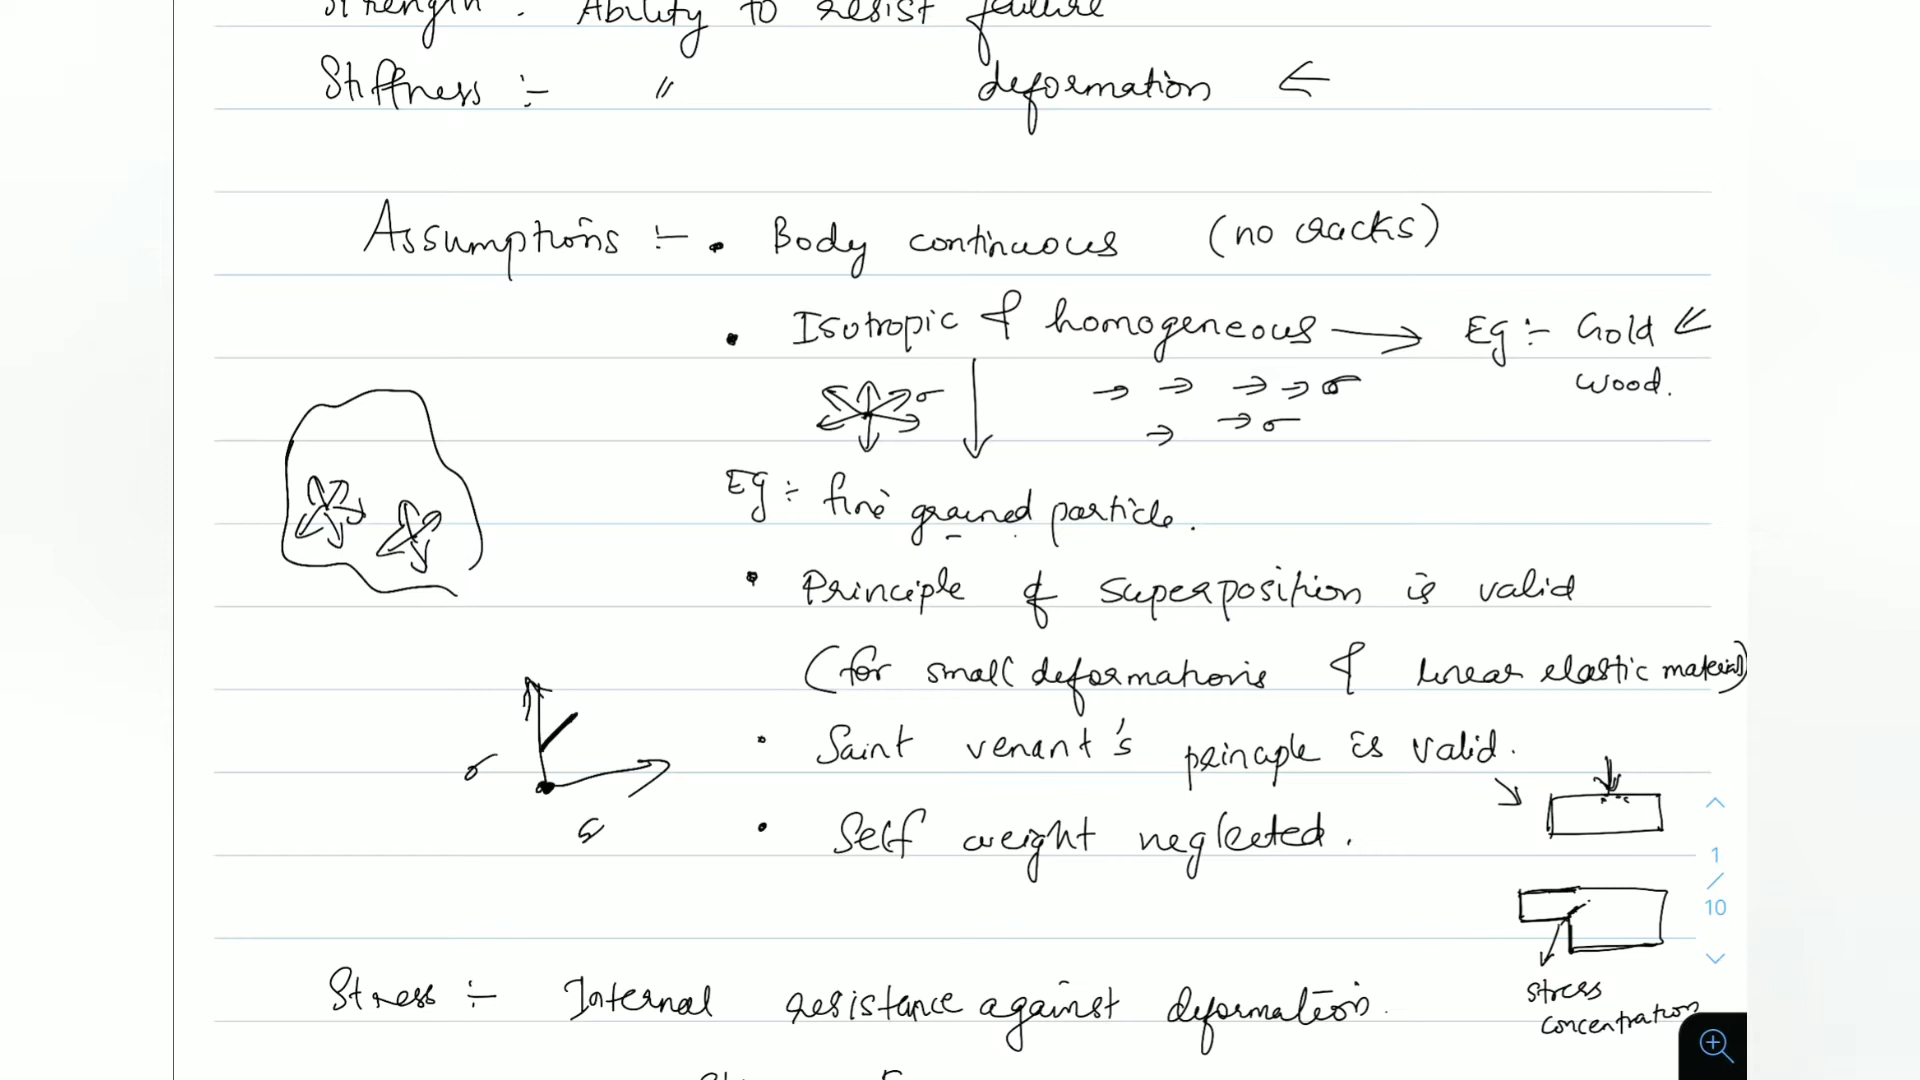 Strength : Ability to resist failure
Stiffness :- " deformation ←
Assumptions :- • Body continuous (no cracks)
• Isotropic & homogeneous → Eg :- Gold
wood.
σ
→ → → → σ
→ → σ
Eg :- fine grained particle.
• Principle of superposition is valid
(for small deformations & linear elastic material)
• Saint venant's principle is valid.
σ
• Self weight neglected.
1
/
10
Stress :- Internal resistance against deformation.
stress
concentration